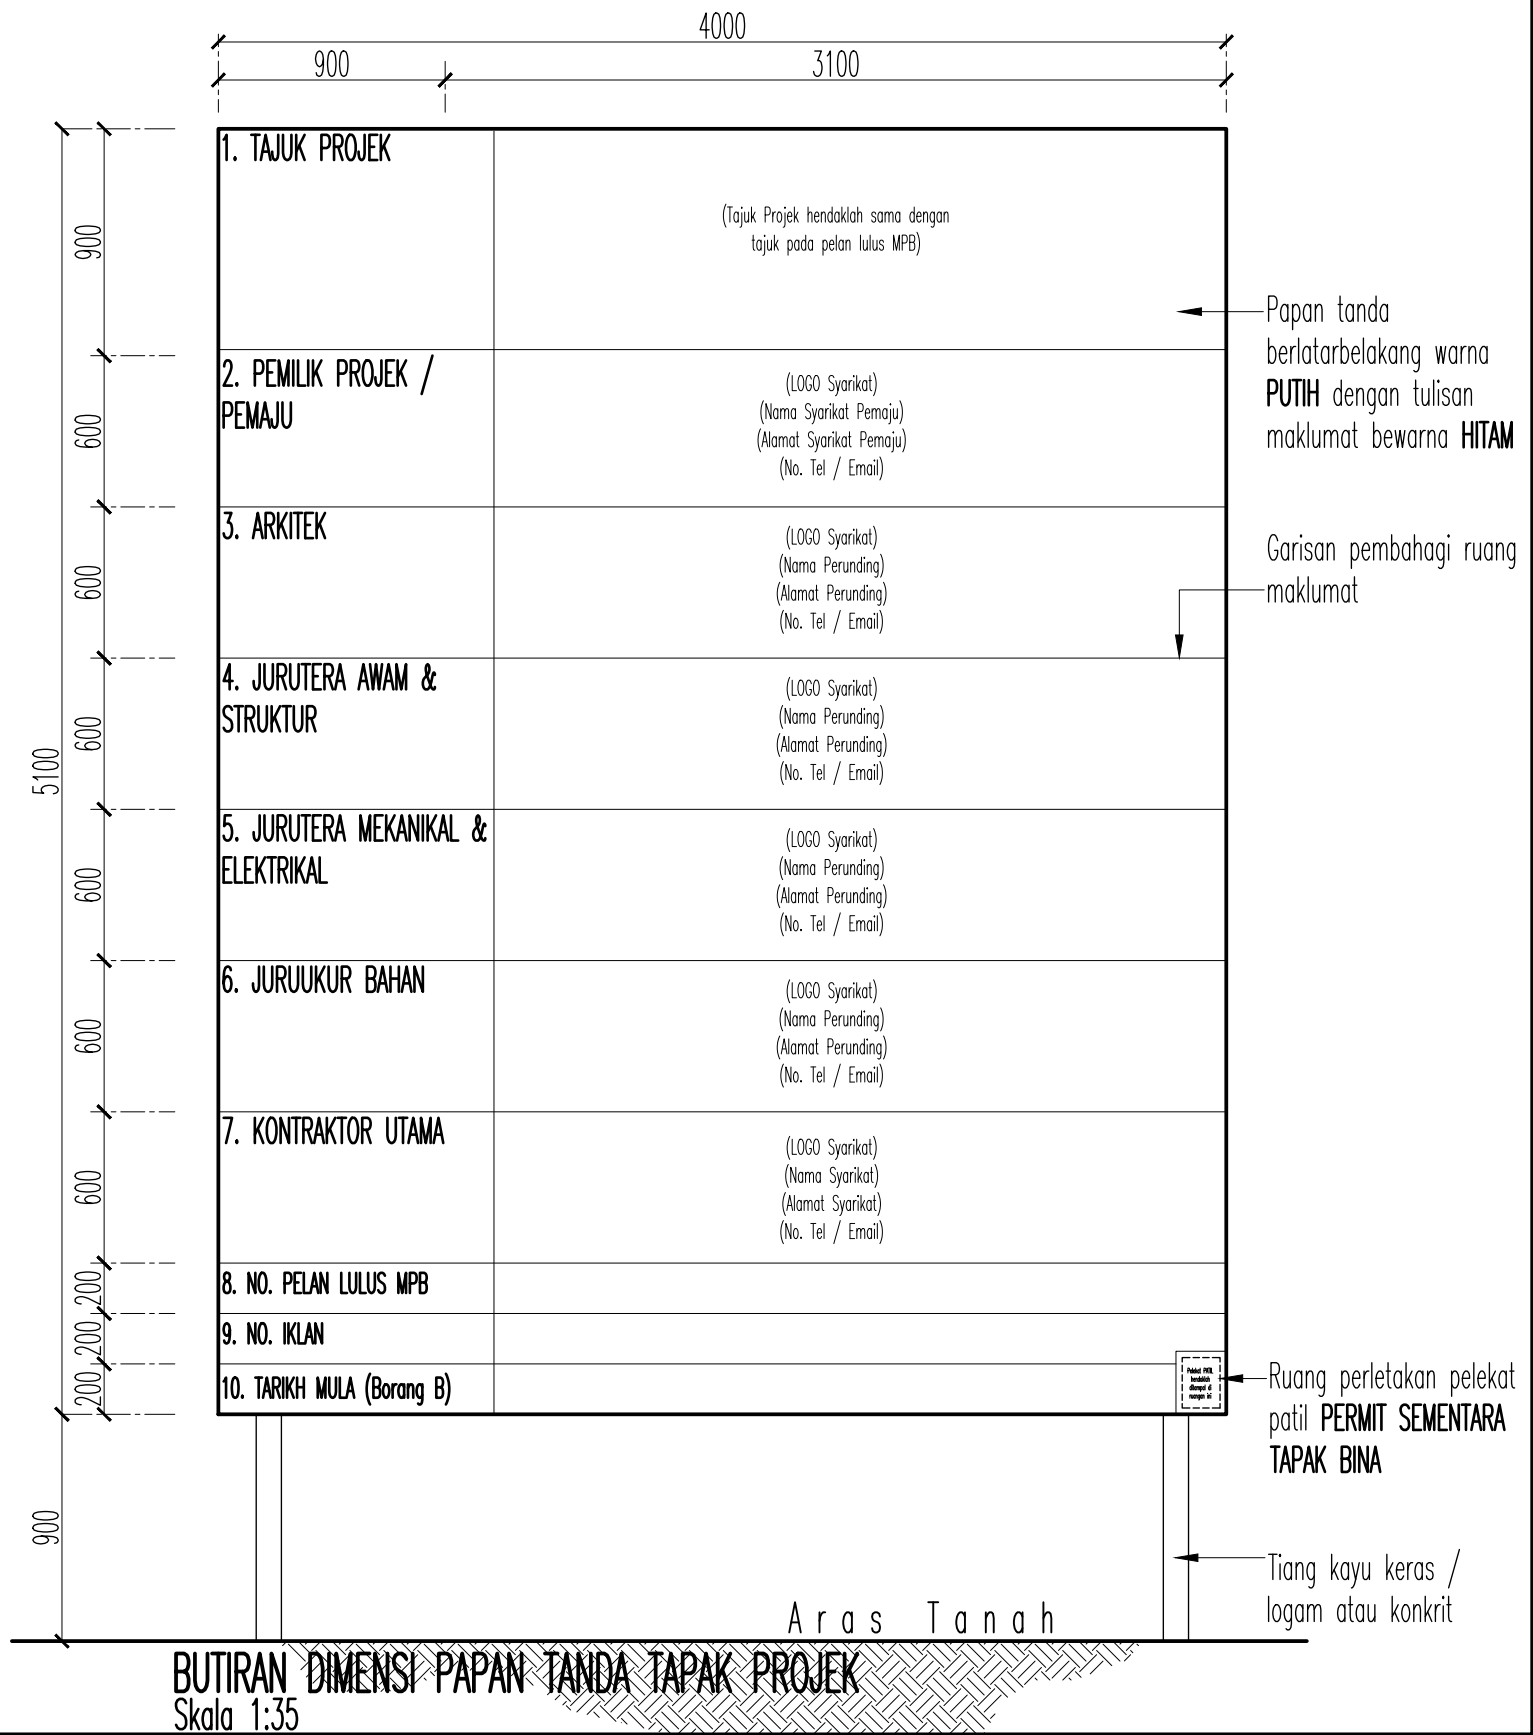 4000
900
3100
1. TAJUK PROJEK
(Tajuk Projek hendaklah sama dengan
tajuk pada pelan lulus MPB)
900
Papan tanda
berlatarbelakang warna
PUTIH dengan tulisan
maklumat bewarna HITAM
2. PEMILIK PROJEK /
PEMAJU
(LOGO Syarikat)
(Nama Syarikat Pemaju)
(Alamat Syarikat Pemaju)
(No. Tel / Email)
600
3. ARKITEK
(LOGO Syarikat)
(Nama Perunding)
(Alamat Perunding)
(No. Tel / Email)
600
Garisan pembahagi ruang
maklumat
4. JURUTERA AWAM &
STRUKTUR
(LOGO Syarikat)
(Nama Perunding)
(Alamat Perunding)
(No. Tel / Email)
600
5100
5. JURUTERA MEKANIKAL &
ELEKTRIKAL
(LOGO Syarikat)
(Nama Perunding)
(Alamat Perunding)
(No. Tel / Email)
600
6. JURUUKUR BAHAN
(LOGO Syarikat)
(Nama Perunding)
(Alamat Perunding)
(No. Tel / Email)
600
7. KONTRAKTOR UTAMA
(LOGO Syarikat)
(Nama Syarikat)
(Alamat Syarikat)
(No. Tel / Email)
600
8. NO. PELAN LULUS MPB
200
9. NO. IKLAN
200
10. TARIKH MULA (Borang B)
200
Pelekat PATIL
hendaklah
ditampal di
ruangan ini
Ruang perletakan pelekat
patil PERMIT SEMENTARA
TAPAK BINA
900
Tiang kayu keras /
logam atau konkrit
Aras Tanah
BUTIRAN DIMENSI PAPAN TANDA TAPAK PROJEK
Skala 1:35